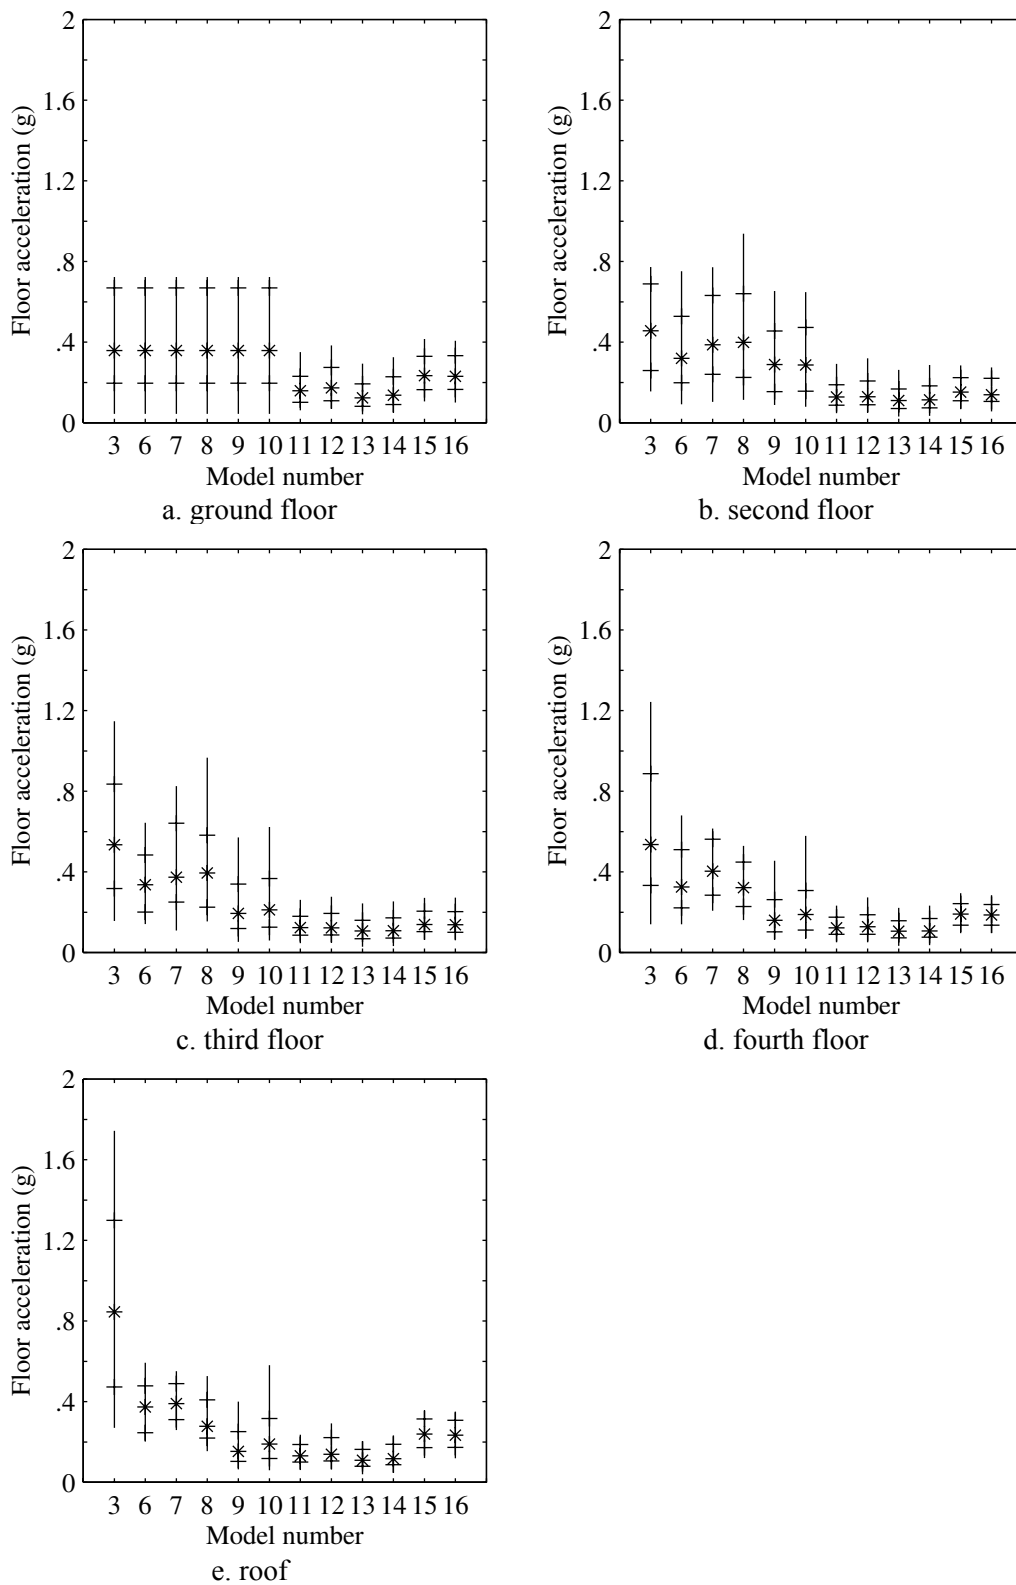 2
1.6
1.2
.8
.4
0
Floor acceleration (g)
3 6 7 8 9 10 11 12 13 14 15 16
Model number
a. ground floor
2
1.6
1.2
.8
.4
0
Floor acceleration (g)
3 6 7 8 9 10 11 12 13 14 15 16
Model number
b. second floor
2
1.6
1.2
.8
.4
0
Floor acceleration (g)
3 6 7 8 9 10 11 12 13 14 15 16
Model number
c. third floor
2
1.6
1.2
.8
.4
0
Floor acceleration (g)
3 6 7 8 9 10 11 12 13 14 15 16
Model number
d. fourth floor
2
1.6
1.2
.8
.4
0
Floor acceleration (g)
3 6 7 8 9 10 11 12 13 14 15 16
Model number
e. roof